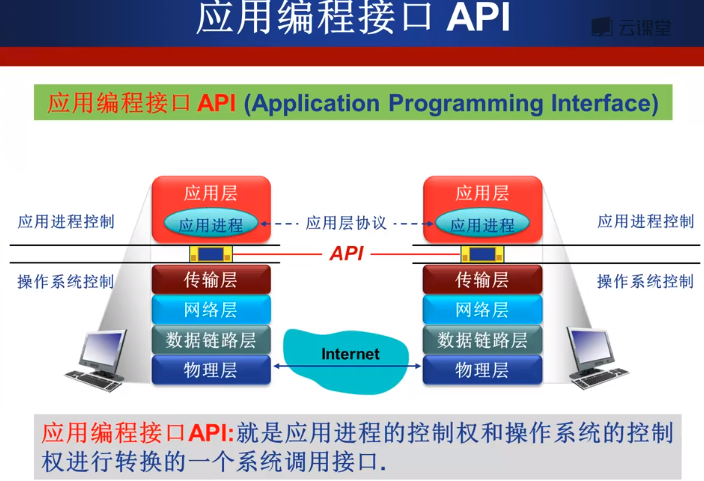 应用编程接口 API
云课堂
应用编程接口 API (Application Programming Interface)
应用层
应用层
应用进程控制
应用进程
应用层协议
应用进程
应用进程控制
API
操作系统控制
传输层
传输层
操作系统控制
网络层
网络层
数据链路层
数据链路层
Internet
物理层
物理层
应用编程接口API:就是应用进程的控制权和操作系统的控制
权进行转换的一个系统调用接口.